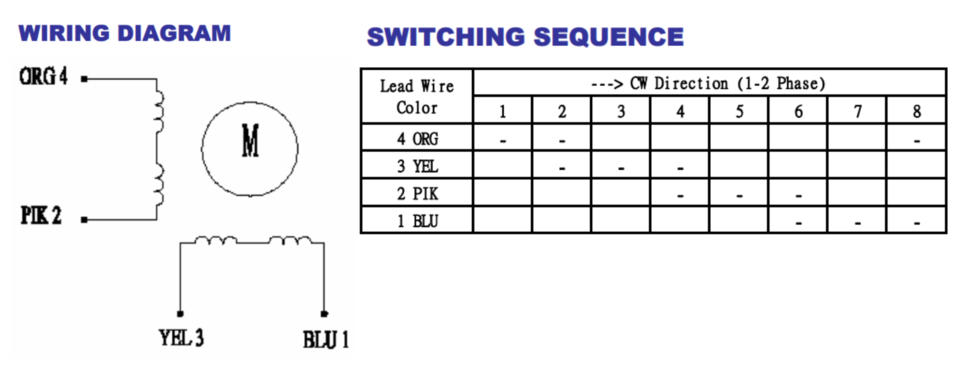 WIRING DIAGRAM
ORG 4
M
PIK 2
YEL 3
BLU 1
SWITCHING SEQUENCE
Lead Wire Color
---> CW Direction (1-2 Phase)
1 2 3 4 5 6 7 8
4 ORG - - -
3 YEL - - -
2 PIK - - -
1 BLU - - -